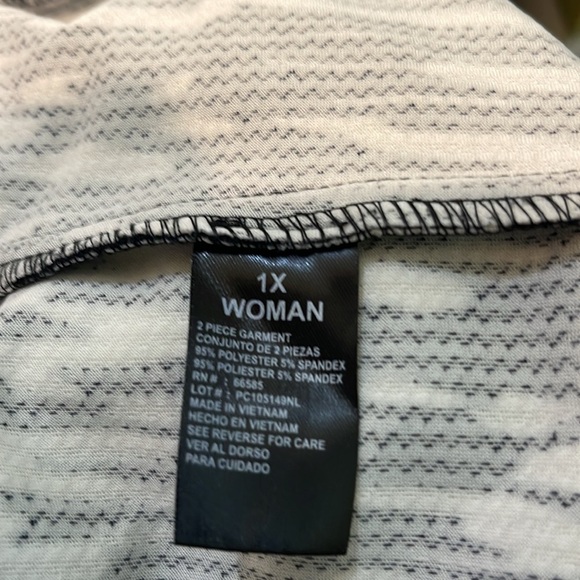 1X
WOMAN
2 PIECE GARMENT
CONJUNTO DE 2 PIEZAS
95% POLYESTER 5% SPANDEX
95% POLIESTER 5% SPANDEX
RN # : 66585
LOT # : PC105149NL
MADE IN VIETNAM
HECHO EN VIETNAM
SEE REVERSE FOR CARE
VER AL DORSO
PARA CUIDADO